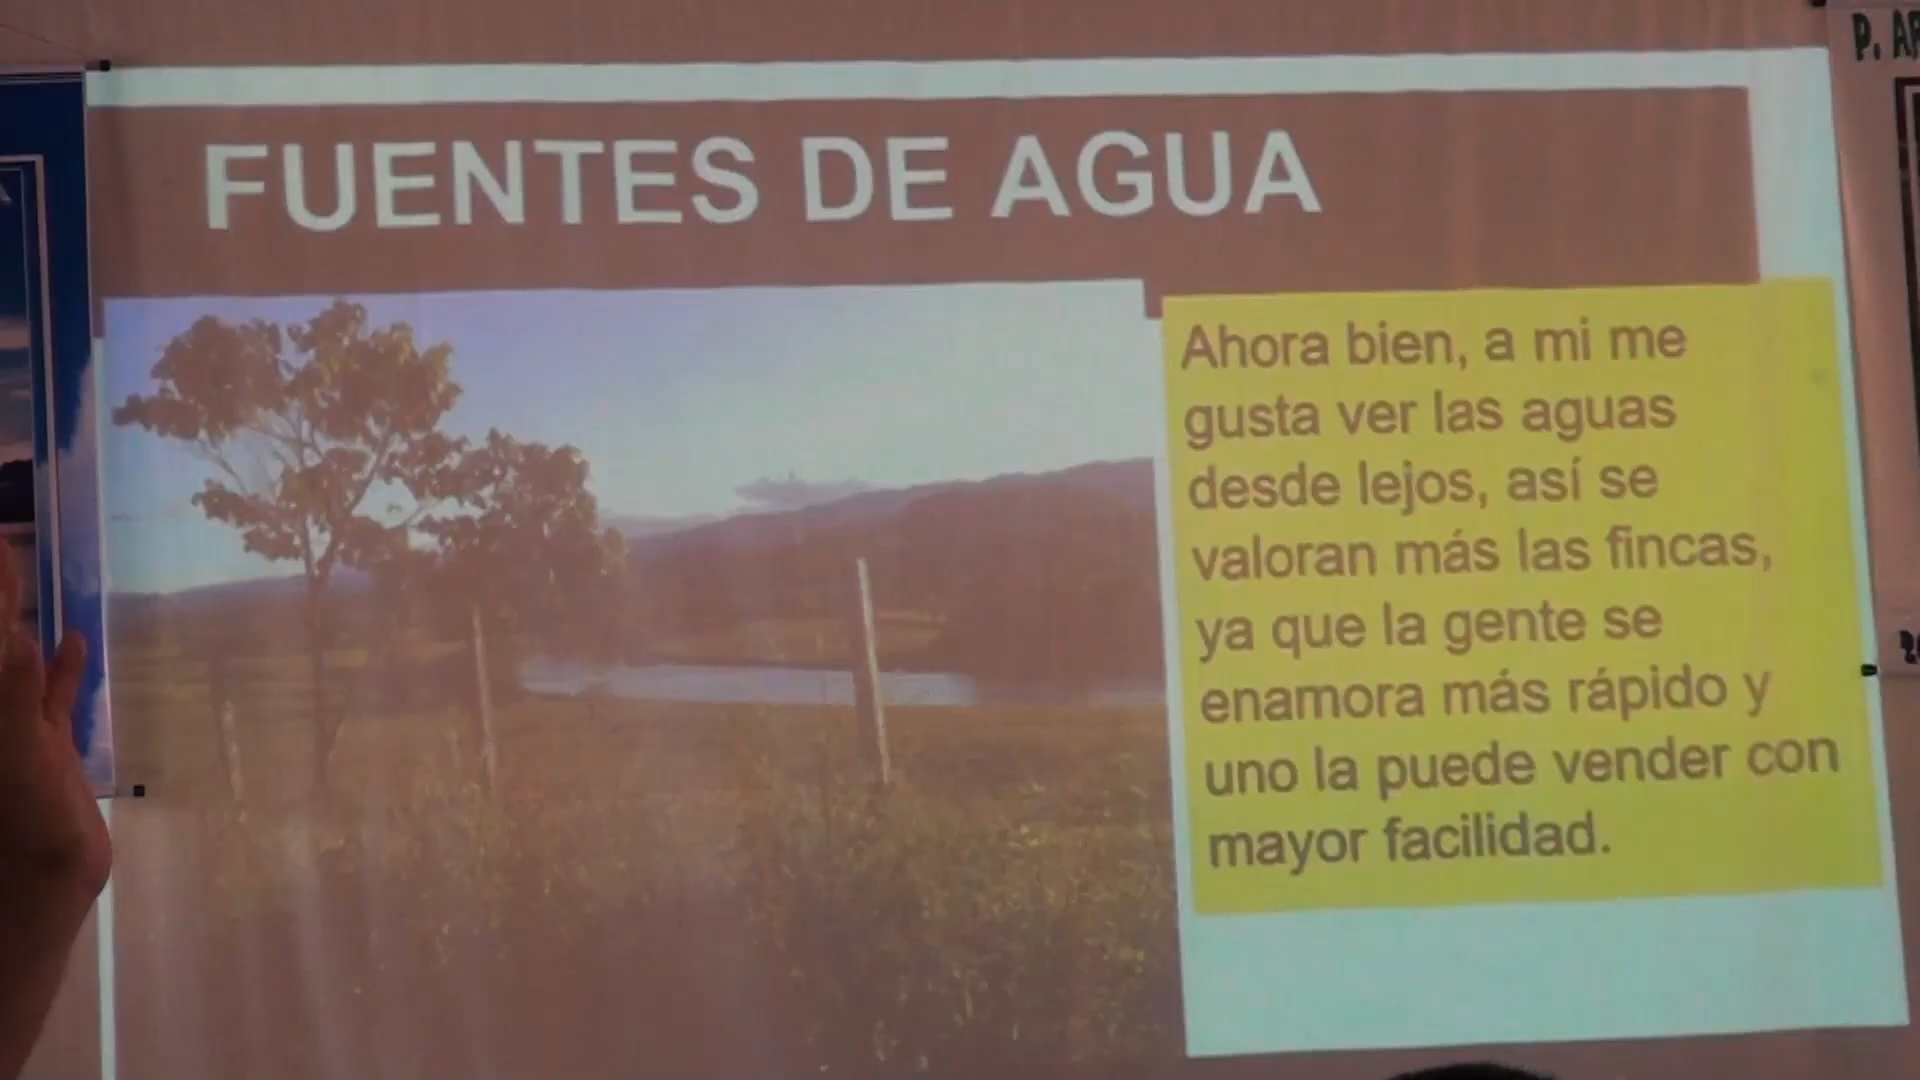 FUENTES DE AGUA
Ahora bien, a mi me
gusta ver las aguas
desde lejos, así se
valoran más las fincas,
ya que la gente se
enamora más rápido y
uno la puede vender con
mayor facilidad.
P.